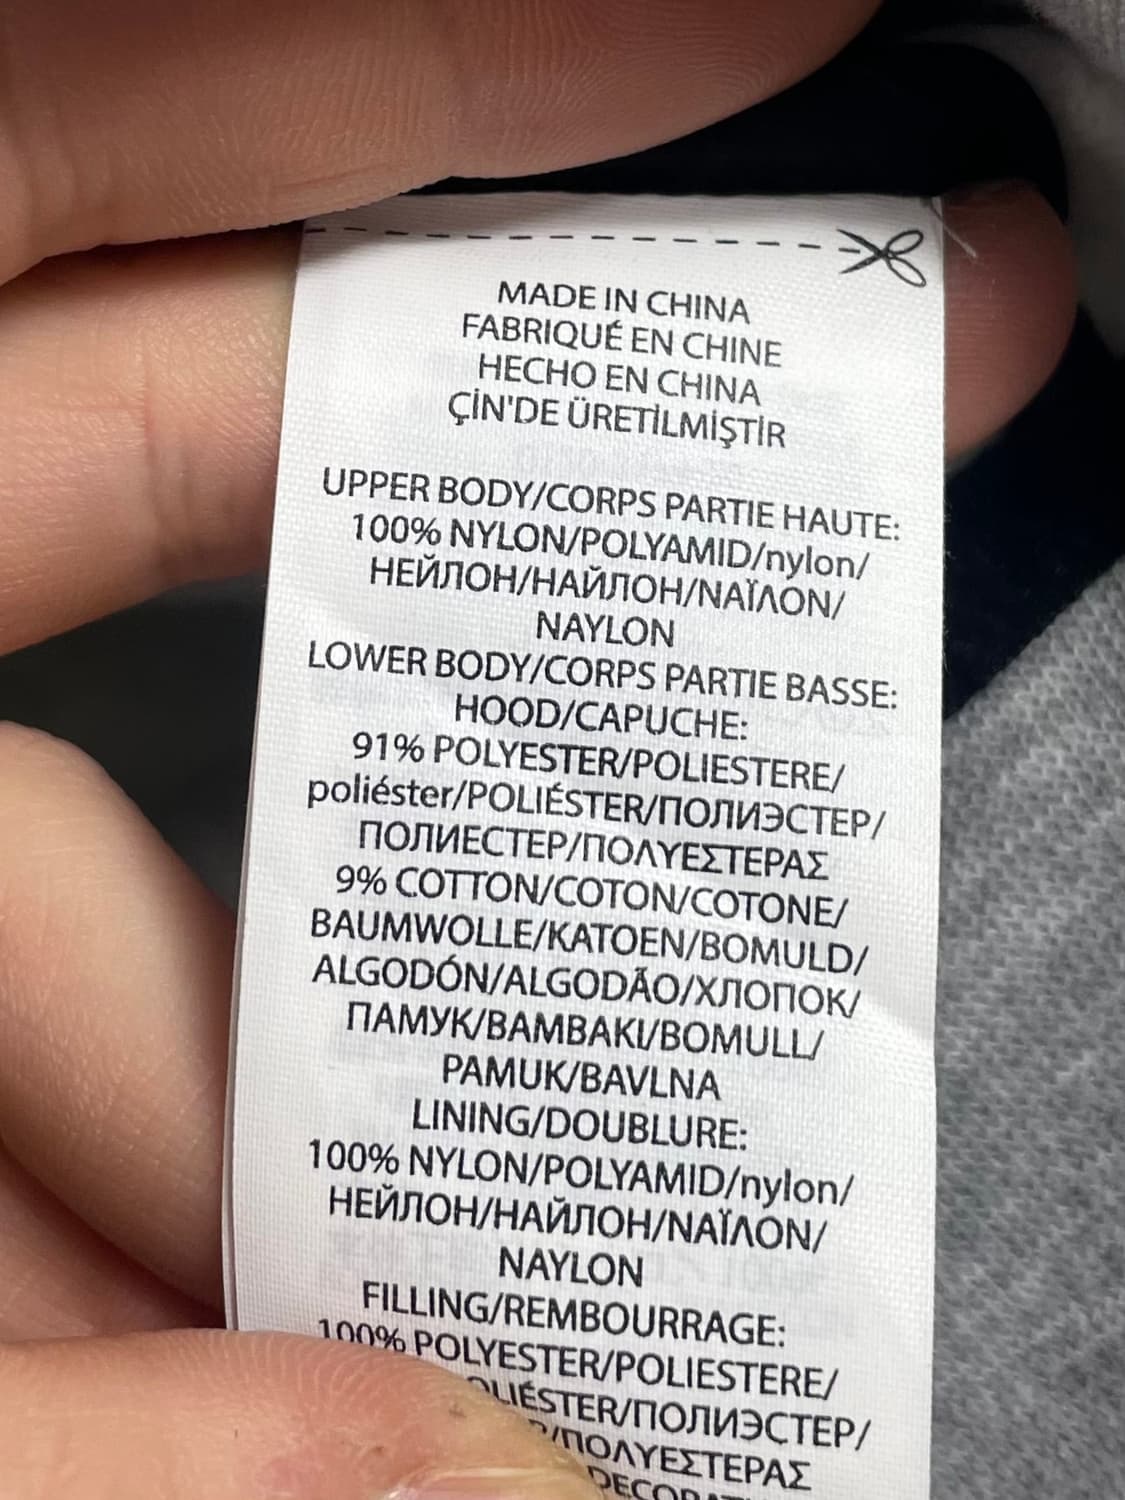 MADE IN CHINA
FABRIQUÉ EN CHINE
HECHO EN CHINA
ÇİN'DE ÜRETİLMİŞTİR
UPPER BODY/CORPS PARTIE HAUTE:
100% NYLON/POLYAMID/nylon/
НЕЙЛОН/НАЙЛОН/ΝΑΪΛΟΝ/
NAYLON
LOWER BODY/CORPS PARTIE BASSE:
HOOD/CAPUCHE:
91% POLYESTER/POLIESTERE/
poliéster/POLIÉSTER/ПОЛИЭСТЕР/
ПОЛИЕСТЕР/ΠΟΛΥΕΣΤΕΡΑΣ
9% COTTON/COTON/COTONE/
BAUMWOLLE/KATOEN/BOMULD/
ALGODÓN/ALGODÃO/ХЛОПОК/
ПАМУК/ΒΑΜΒΑΚΙ/BOMULL/
PAMUK/BAVLNA
LINING/DOUBLURE:
100% NYLON/POLYAMID/nylon/
НЕЙЛОН/НАЙЛОН/ΝΑΪΛΟΝ/
NAYLON
FILLING/REMBOURRAGE:
100% POLYESTER/POLIESTERE/
ПОЛИЭСТЕР/
ΠΟΛΥΕΣΤΕΡΑΣ